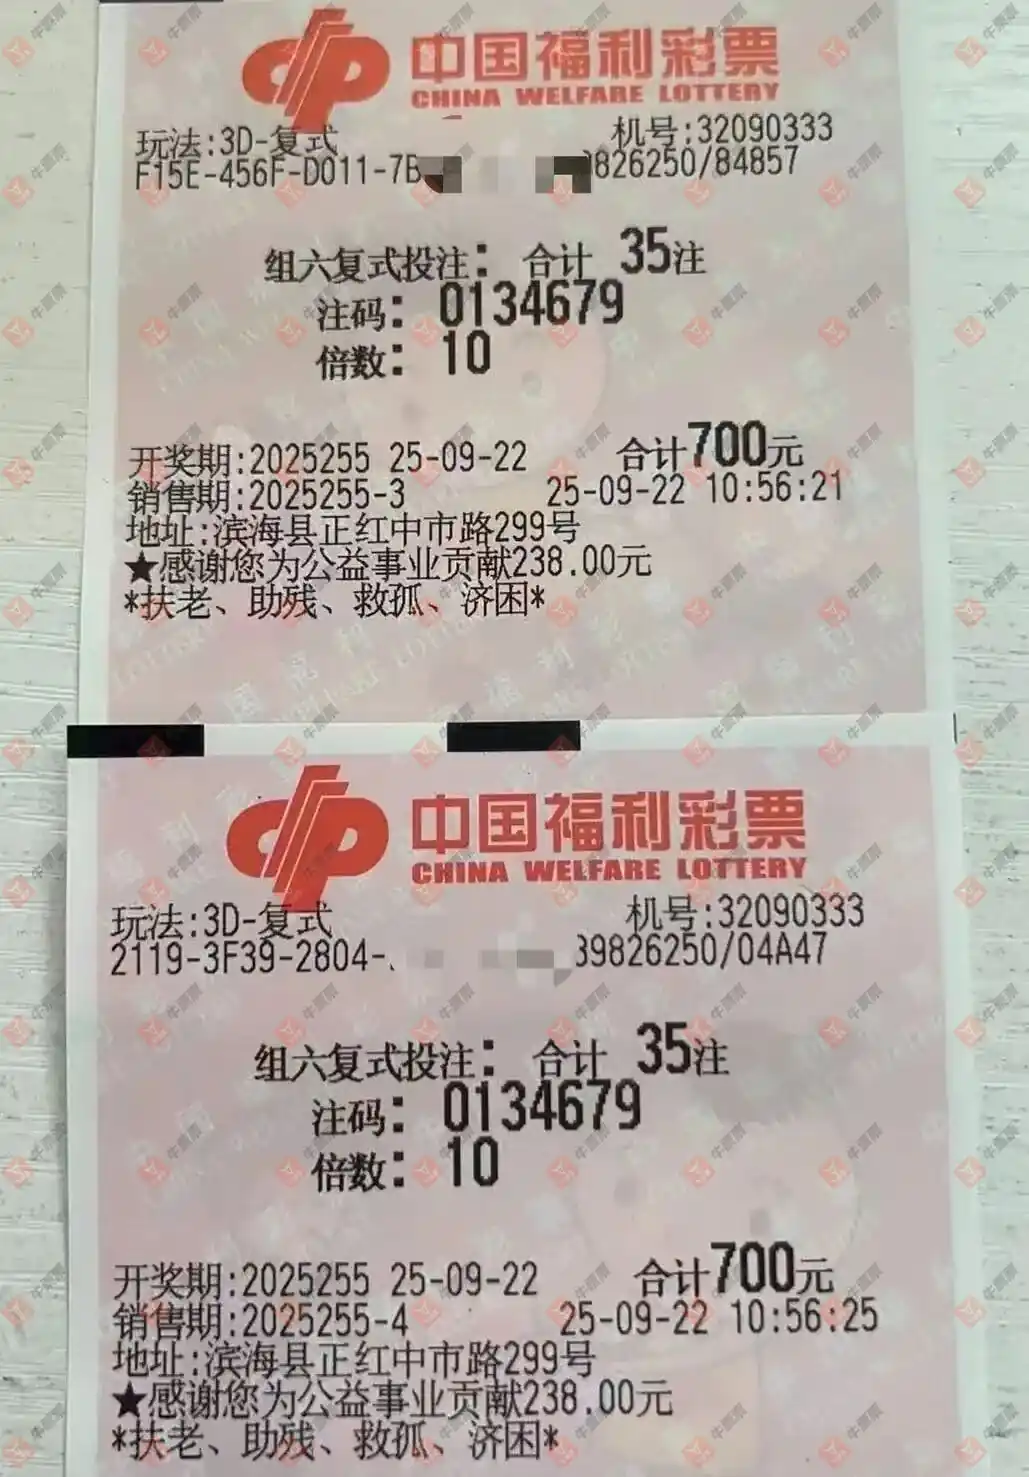 中国福利彩票
CHINA WELFARE LOTTERY
玩法:3D-复式 机号:32090333
F15E-456F-D011-7B 826250/84857
组六复式投注: 合计 35注
注码: 0134679
倍数: 10
开奖期:2025255 25-09-22 合计700元
销售期:2025255-3 25-09-22 10:56:21
地址:滨海县正红中市路299号
★感谢您为公益事业贡献238.00元
*扶老、助残、救孤、济困*
中国福利彩票
CHINA WELFARE LOTTERY
玩法:3D-复式 机号:32090333
2119-3F39-2804- 39826250/04A47
组六复式投注: 合计 35注
注码: 0134679
倍数: 10
开奖期:2025255 25-09-22 合计700元
销售期:2025255-4 25-09-22 10:56:25
地址:滨海县正红中市路299号
★感谢您为公益事业贡献238.00元
*扶老、助残、救孤、济困*